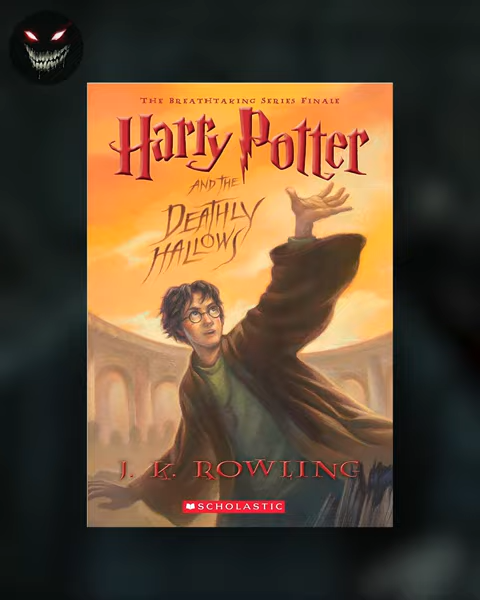 THE BREATHTAKING SERIES FINALE
Harry Potter
AND THE
DEATHLY
HALLOWS
J. K. ROWLING
SCHOLASTIC